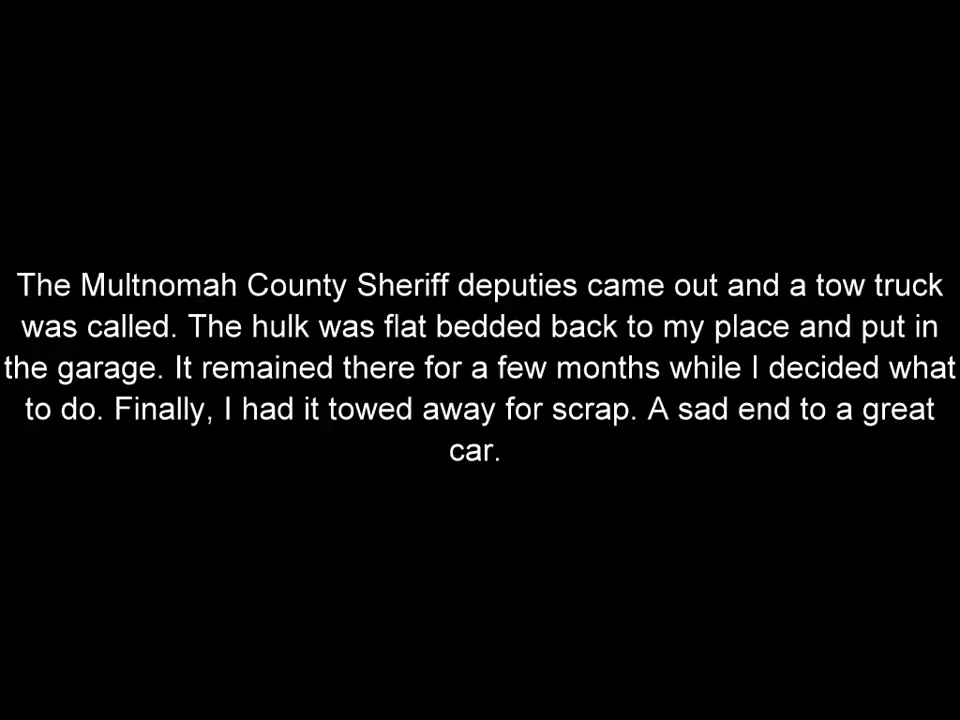 The Multnomah County Sheriff deputies came out and a tow truck
was called. The hulk was flat bedded back to my place and put in
the garage. It remained there for a few months while I decided what
to do. Finally, I had it towed away for scrap. A sad end to a great
car.